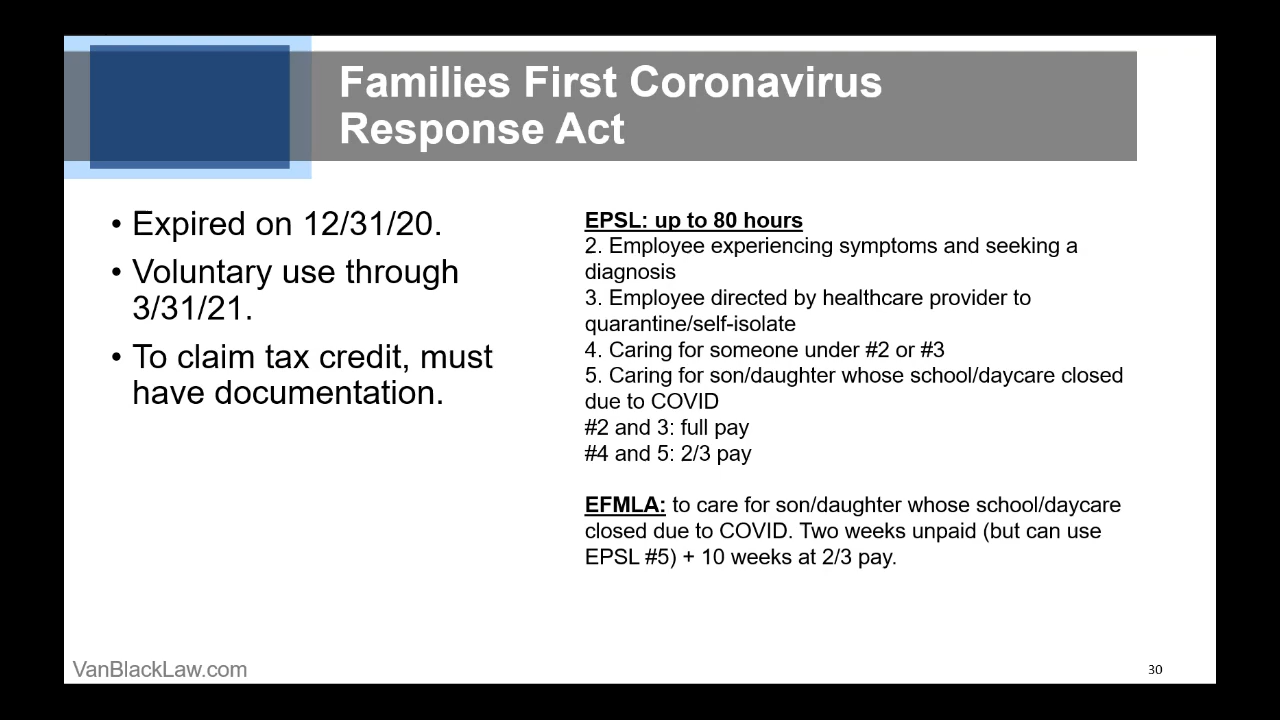 Families First Coronavirus
Response Act
• Expired on 12/31/20.
• Voluntary use through
3/31/21.
• To claim tax credit, must
have documentation.
EPSL: up to 80 hours
2. Employee experiencing symptoms and seeking a
diagnosis
3. Employee directed by healthcare provider to
quarantine/self-isolate
4. Caring for someone under #2 or #3
5. Caring for son/daughter whose school/daycare closed
due to COVID
#2 and 3: full pay
#4 and 5: 2/3 pay
EFMLA: to care for son/daughter whose school/daycare
closed due to COVID. Two weeks unpaid (but can use
EPSL #5) + 10 weeks at 2/3 pay.
VanBlackLaw.com
30